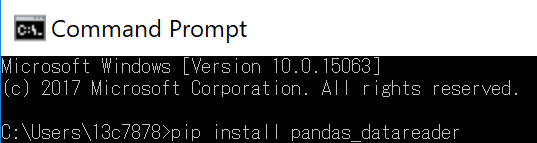 Command Prompt
Microsoft Windows [Version 10.0.15063]
(c) 2017 Microsoft Corporation. All rights reserved.
C:\Users\13c7878>pip install pandas_datareader